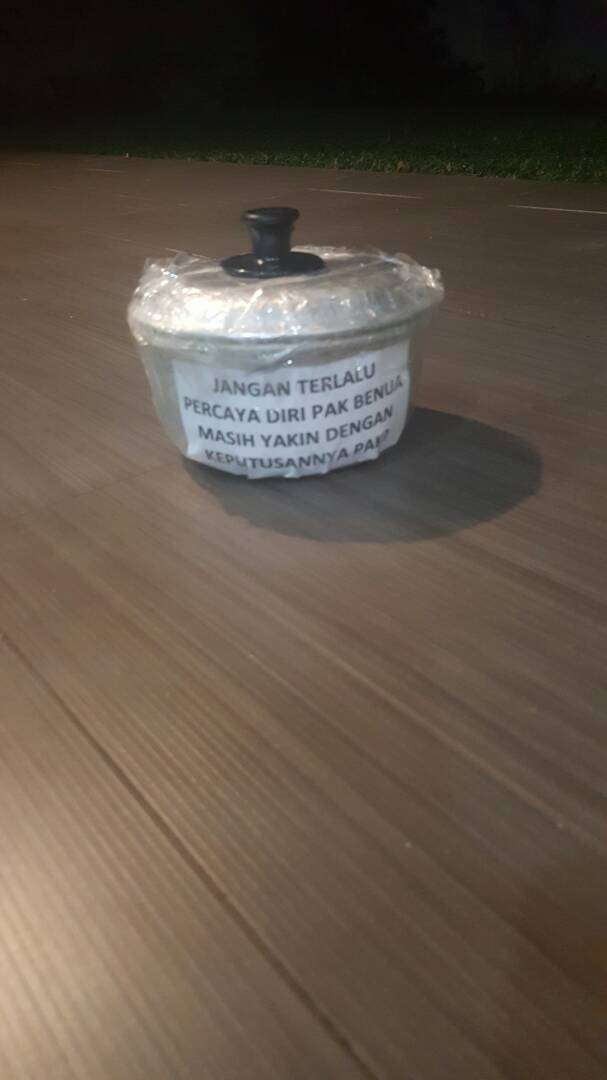 JANGAN TERLALU
PERCAYA DIRI PAK BENUA
MASIH YAKIN DENGAN
KEPUTUSANNYA PAK?